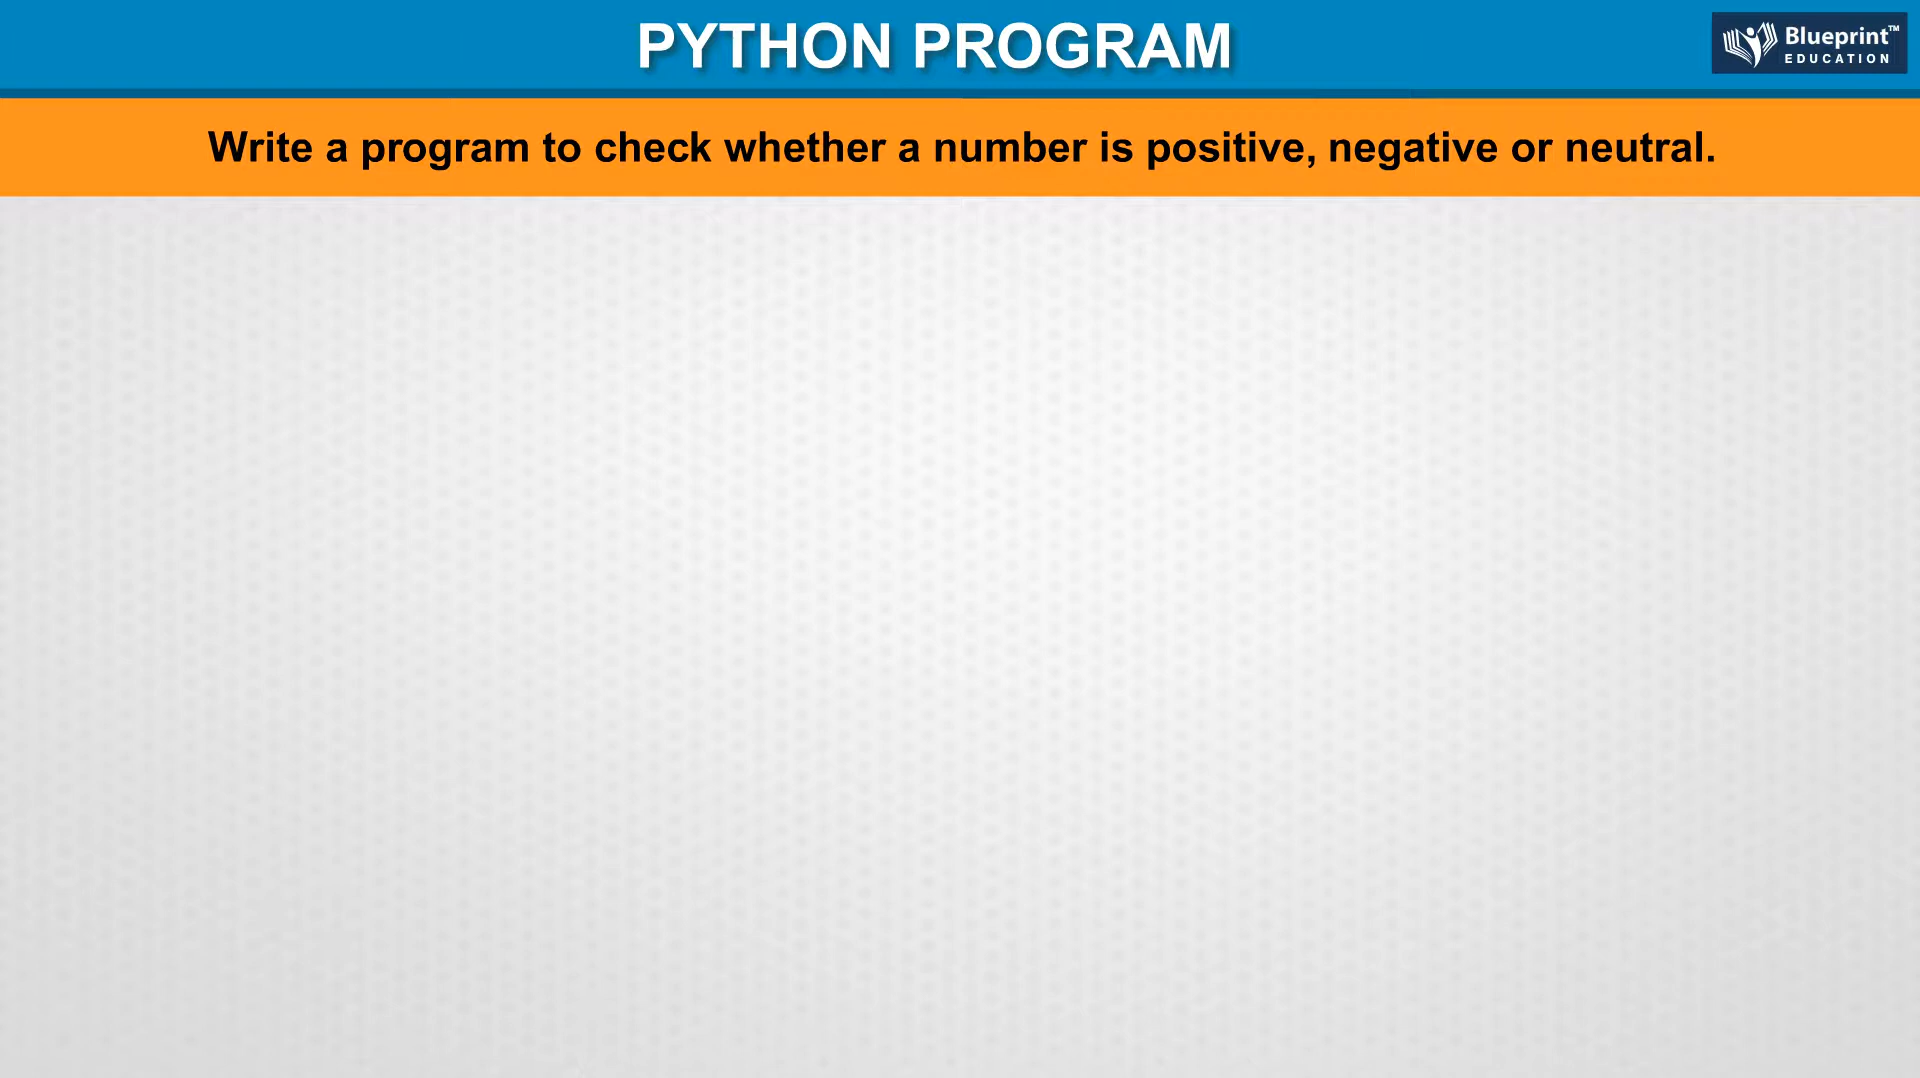 PYTHON PROGRAM
Blueprint™
EDUCATION
Write a program to check whether a number is positive, negative or neutral.